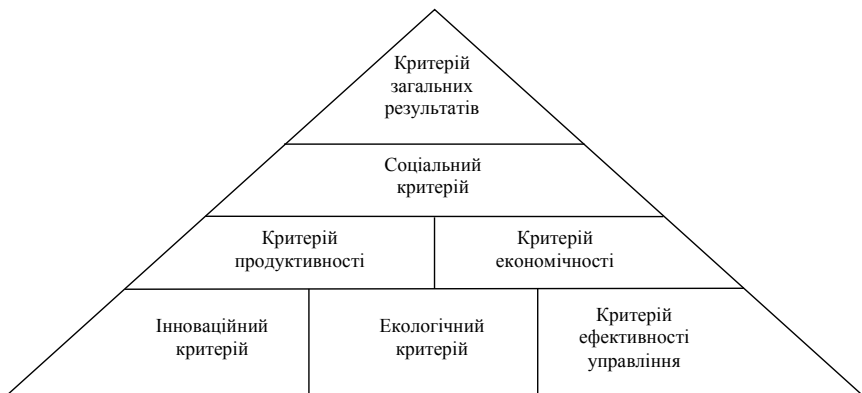 Критерій
загальних
результатів
Соціальний
критерій
Критерій
продуктивності
Критерій
економічності
Інноваційний
критерій
Екологічний
критерій
Критерій
ефективності
управління